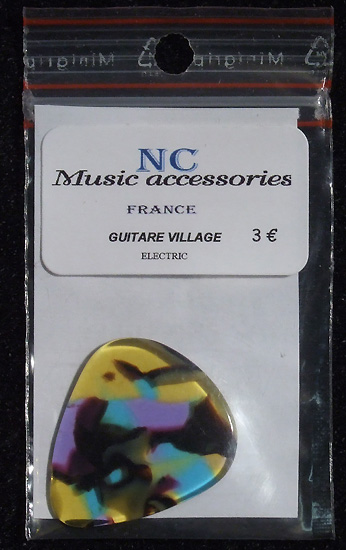 NC
Music accessories
FRANCE
GUITARE VILLAGE 3 €
ELECTRIC